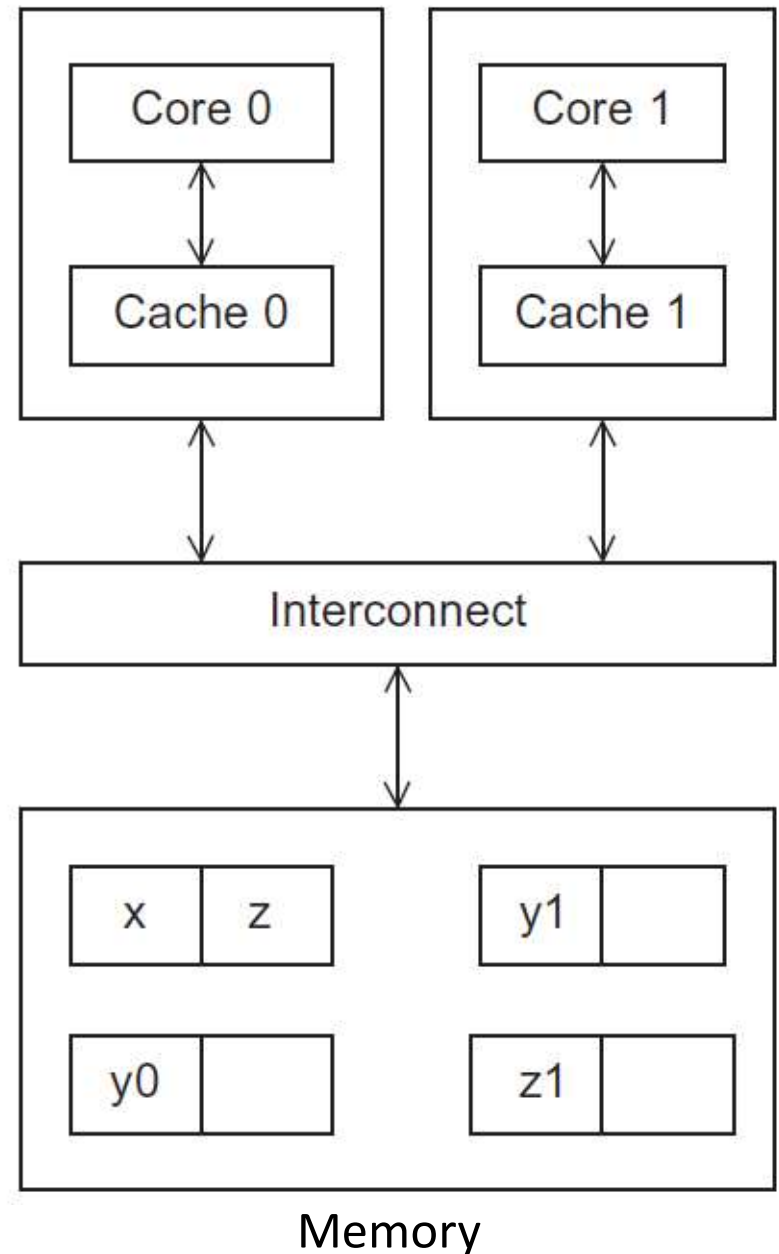 Core 0
Core 1
Cache 0
Cache 1
Interconnect
x z
y1
y0
z1
Memory